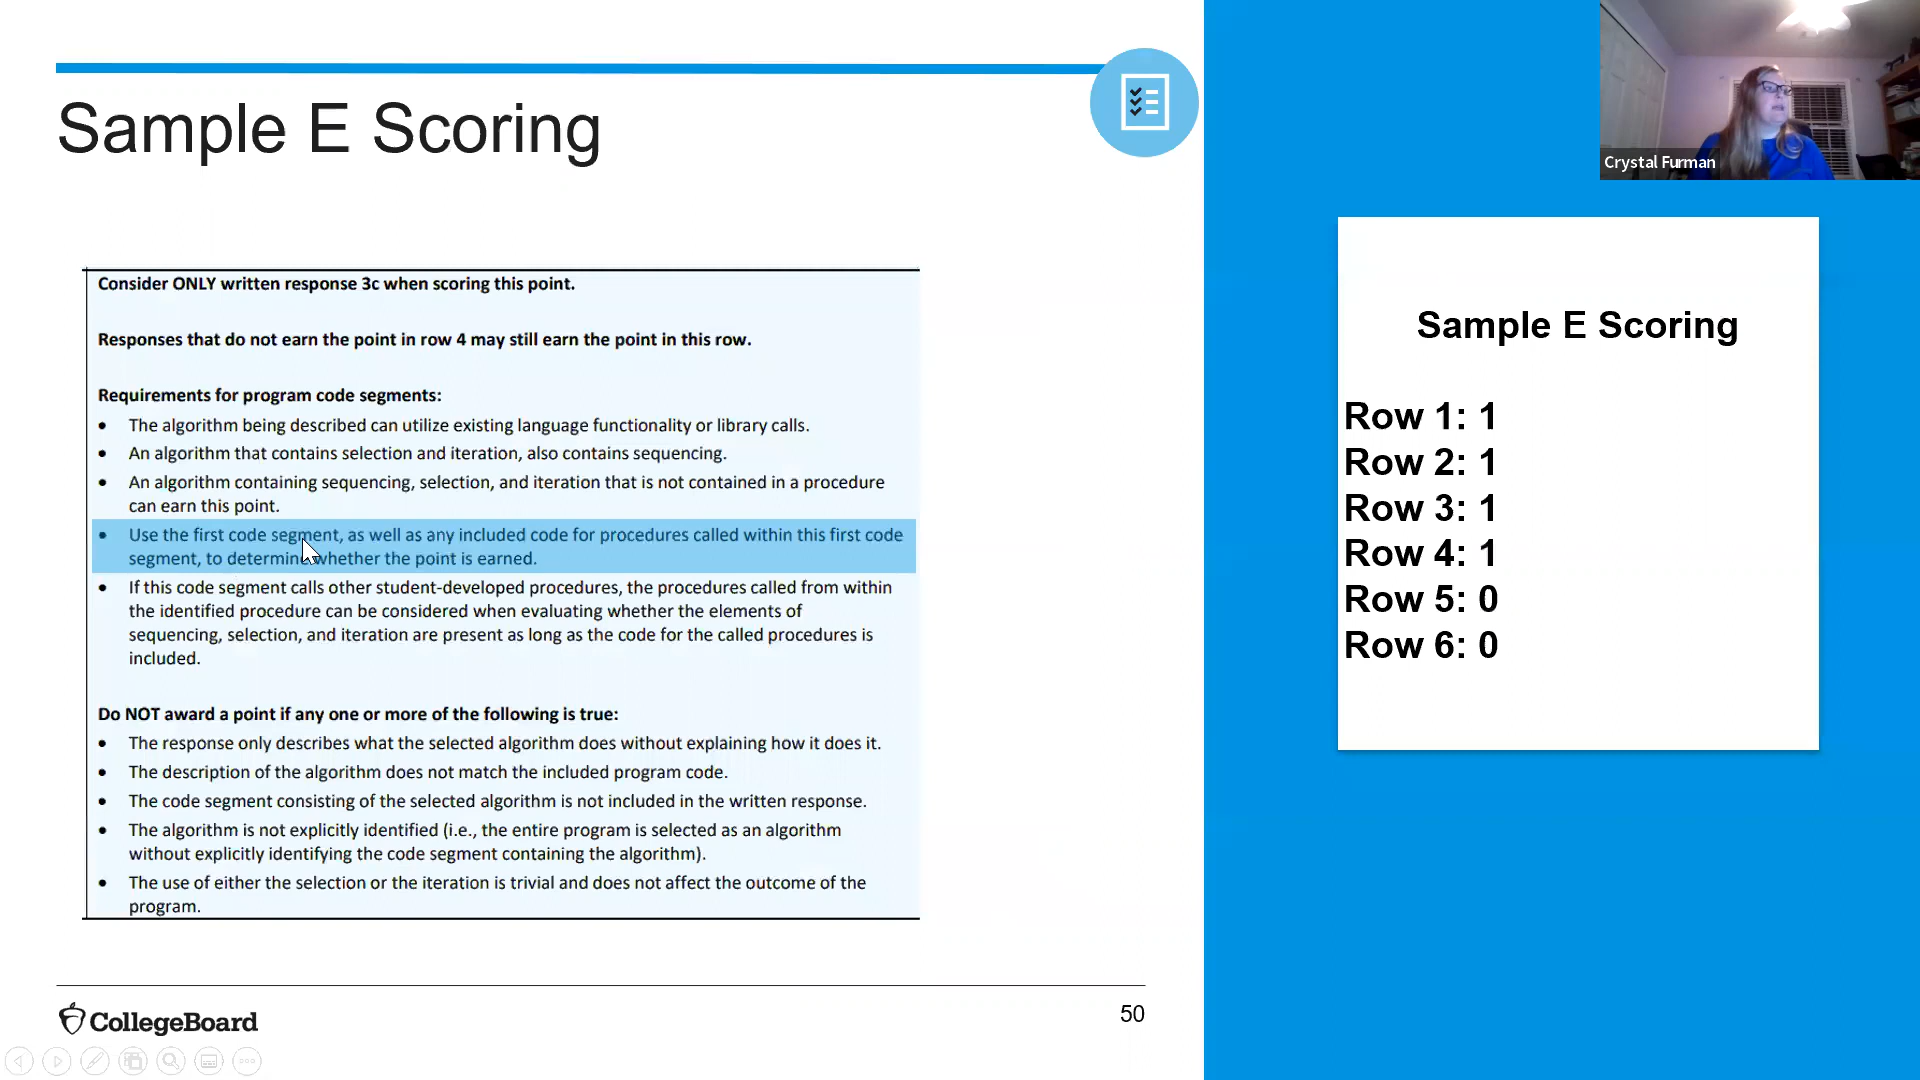 Sample E Scoring
Consider ONLY written response 3c when scoring this point.
Responses that do not earn the point in row 4 may still earn the point in this row.
Requirements for program code segments:
• The algorithm being described can utilize existing language functionality or library calls.
• An algorithm that contains selection and iteration, also contains sequencing.
• An algorithm containing sequencing, selection, and iteration that is not contained in a procedure
can earn this point.
• Use the first code segment, as well as any included code for procedures called within this first code
segment, to determine whether the point is earned.
• If this code segment calls other student-developed procedures, the procedures called from within
the identified procedure can be considered when evaluating whether the elements of
sequencing, selection, and iteration are present as long as the code for the called procedures is
included.
Do NOT award a point if any one or more of the following is true:
• The response only describes what the selected algorithm does without explaining how it does it.
• The description of the algorithm does not match the included program code.
• The code segment consisting of the selected algorithm is not included in the written response.
• The algorithm is not explicitly identified (i.e., the entire program is selected as an algorithm
without explicitly identifying the code segment containing the algorithm).
• The use of either the selection or the iteration is trivial and does not affect the outcome of the
program.
CollegeBoard
50
Crystal Furman
Sample E Scoring
Row 1: 1
Row 2: 1
Row 3: 1
Row 4: 1
Row 5: 0
Row 6: 0